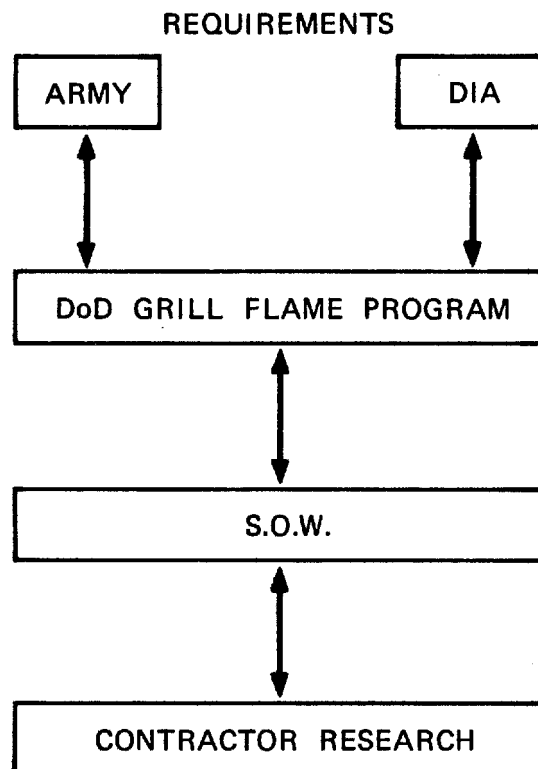 REQUIREMENTS
ARMY
DIA
DoD GRILL FLAME PROGRAM
S.O.W.
CONTRACTOR RESEARCH